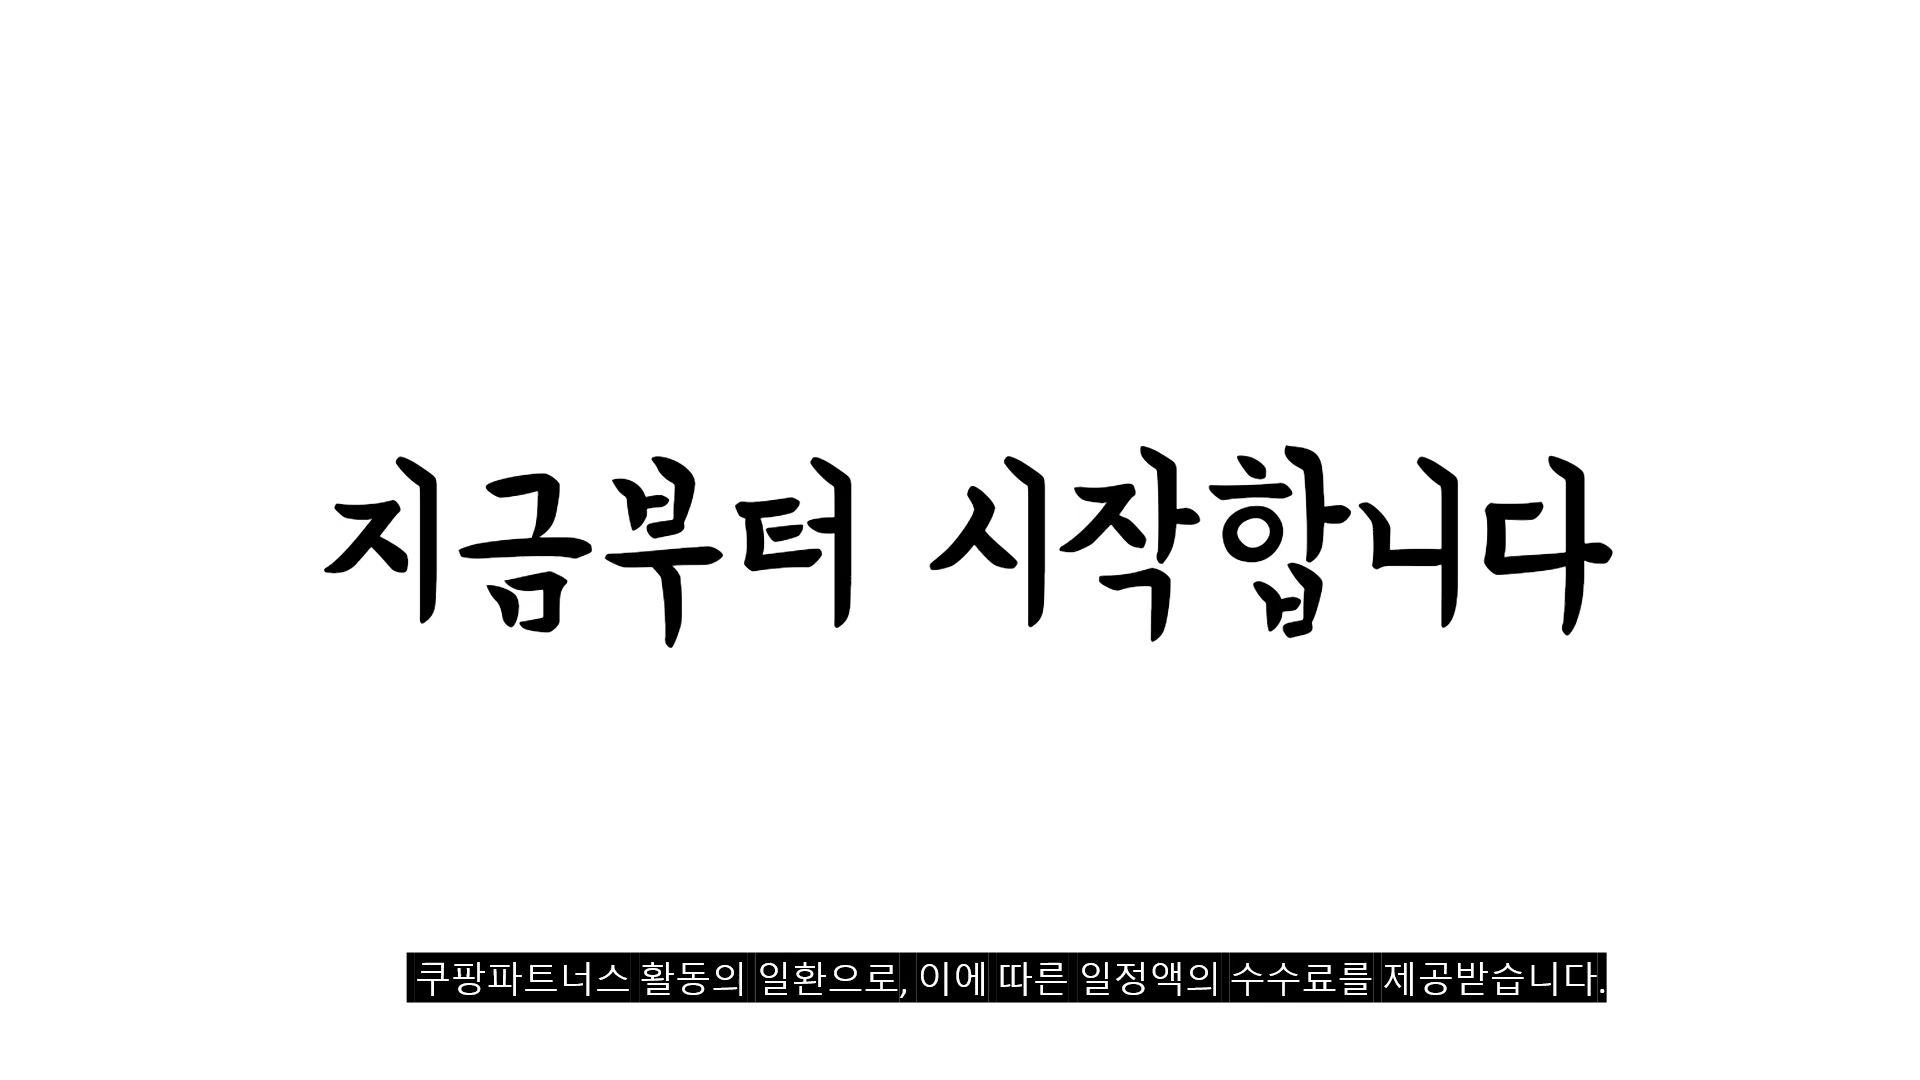 지금부터 시작합니다
쿠팡파트너스 활동의 일환으로, 이에 따른 일정액의 수수료를 제공받습니다.